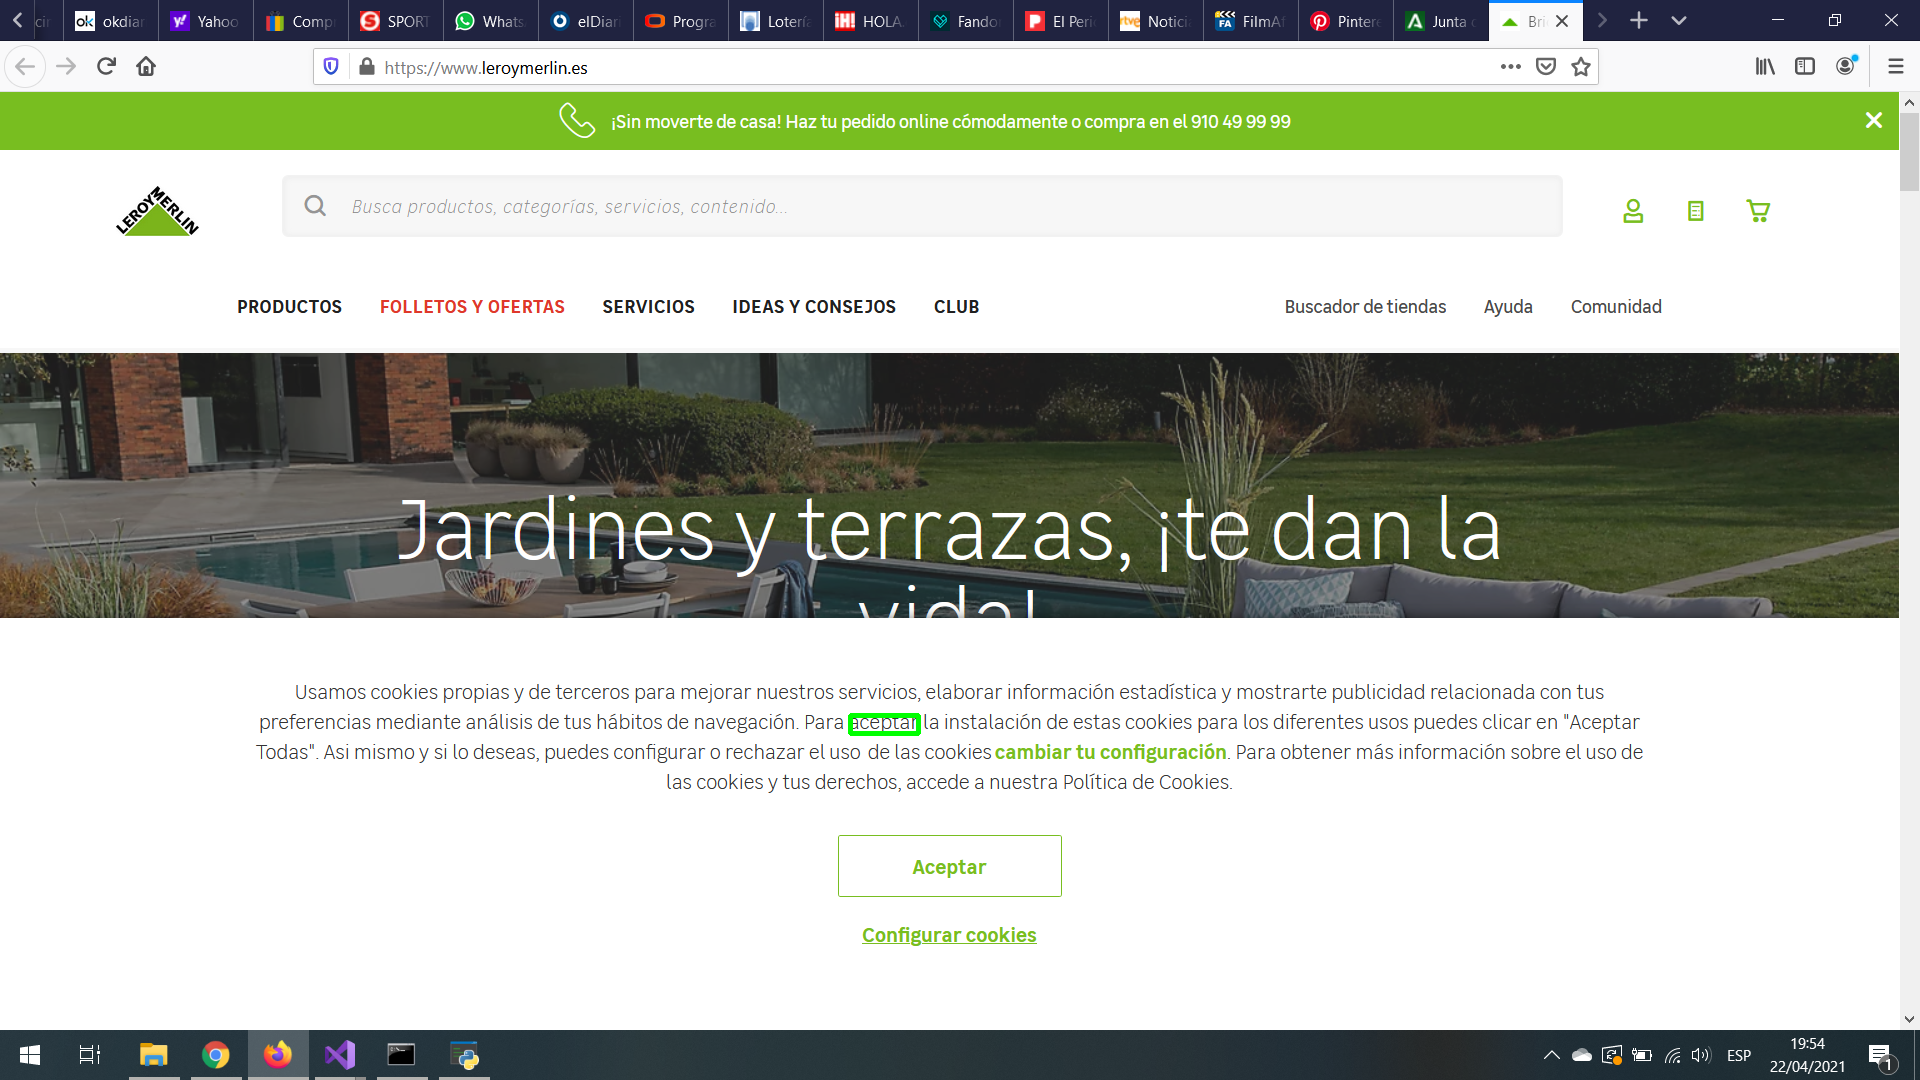 okdiar
Yahoo
Comp
SPORT
Whats
elDiari
Progra
Lotería
¡H!
HOLA
Fando
El Peri
rtve
Notici
FA
FilmA
Pintere
Junta
Bri
https://www.leroymerlin.es
¡Sin moverte de casa! Haz tu pedido online cómodamente o compra en el 910 49 99 99
LEROY MERLIN
Busca productos, categorías, servicios, contenido...
PRODUCTOS
FOLLETOS Y OFERTAS
SERVICIOS
IDEAS Y CONSEJOS
CLUB
Buscador de tiendas
Ayuda
Comunidad
Jardines y terrazas, ¡te dan la
vida!
Usamos cookies propias y de terceros para mejorar nuestros servicios, elaborar información estadística y mostrarte publicidad relacionada con tus
preferencias mediante análisis de tus hábitos de navegación. Para aceptar la instalación de estas cookies para los diferentes usos puedes clicar en "Aceptar
Todas". Asi mismo y si lo deseas, puedes configurar o rechazar el uso de las cookies cambiar tu configuración. Para obtener más información sobre el uso de
las cookies y tus derechos, accede a nuestra Política de Cookies.
Aceptar
Configurar cookies
ESP
19:54
22/04/2021
1